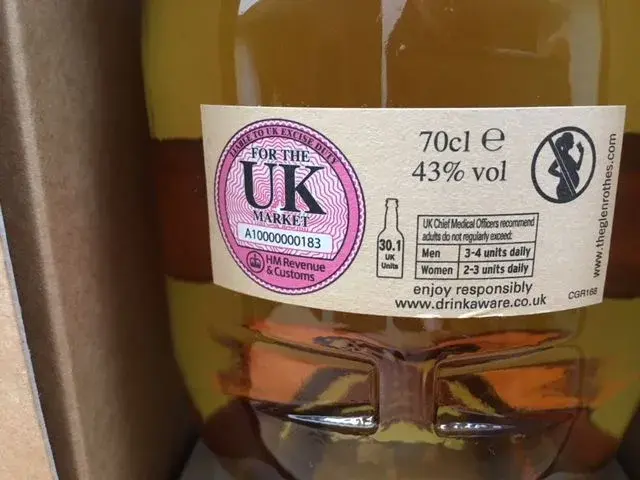 LIABLE TO UK EXCISE DUTY
FOR THE
UK
MARKET
A10000000183
HM Revenue
& Customs
30.1
UK
Units
70cl e
43% vol
UK Chief Medical Officers recommend
adults do not regularly exceed:
Men 3-4 units daily
Women 2-3 units daily
enjoy responsibly
www.drinkaware.co.uk
CGR168
www.theglenrothes.com